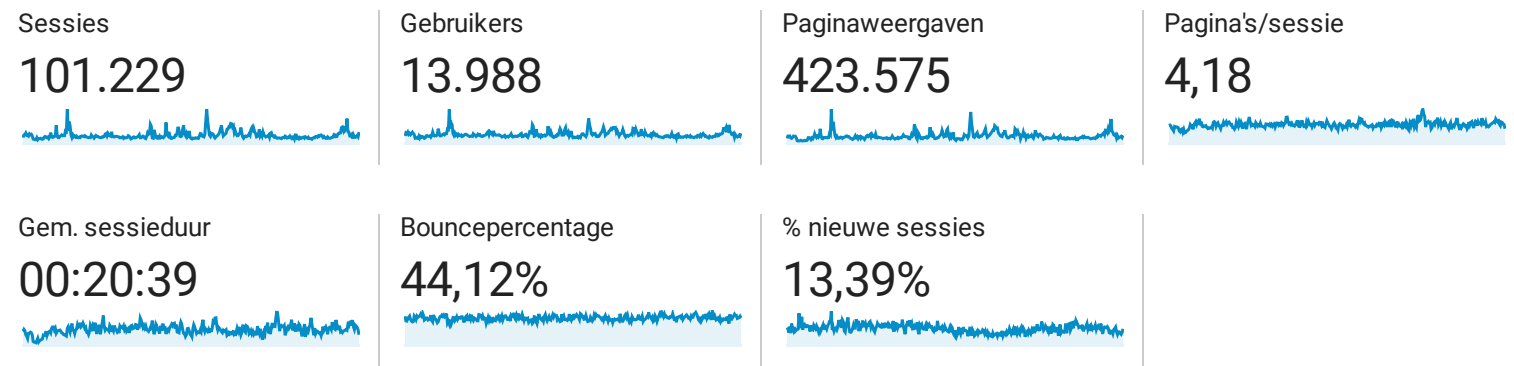 Sessies
101.229
Gebruikers
13.988
Paginaweergaven
423.575
Pagina's/sessie
4,18
Gem. sessieduur
00:20:39
Bouncepercentage
44,12%
% nieuwe sessies
13,39%